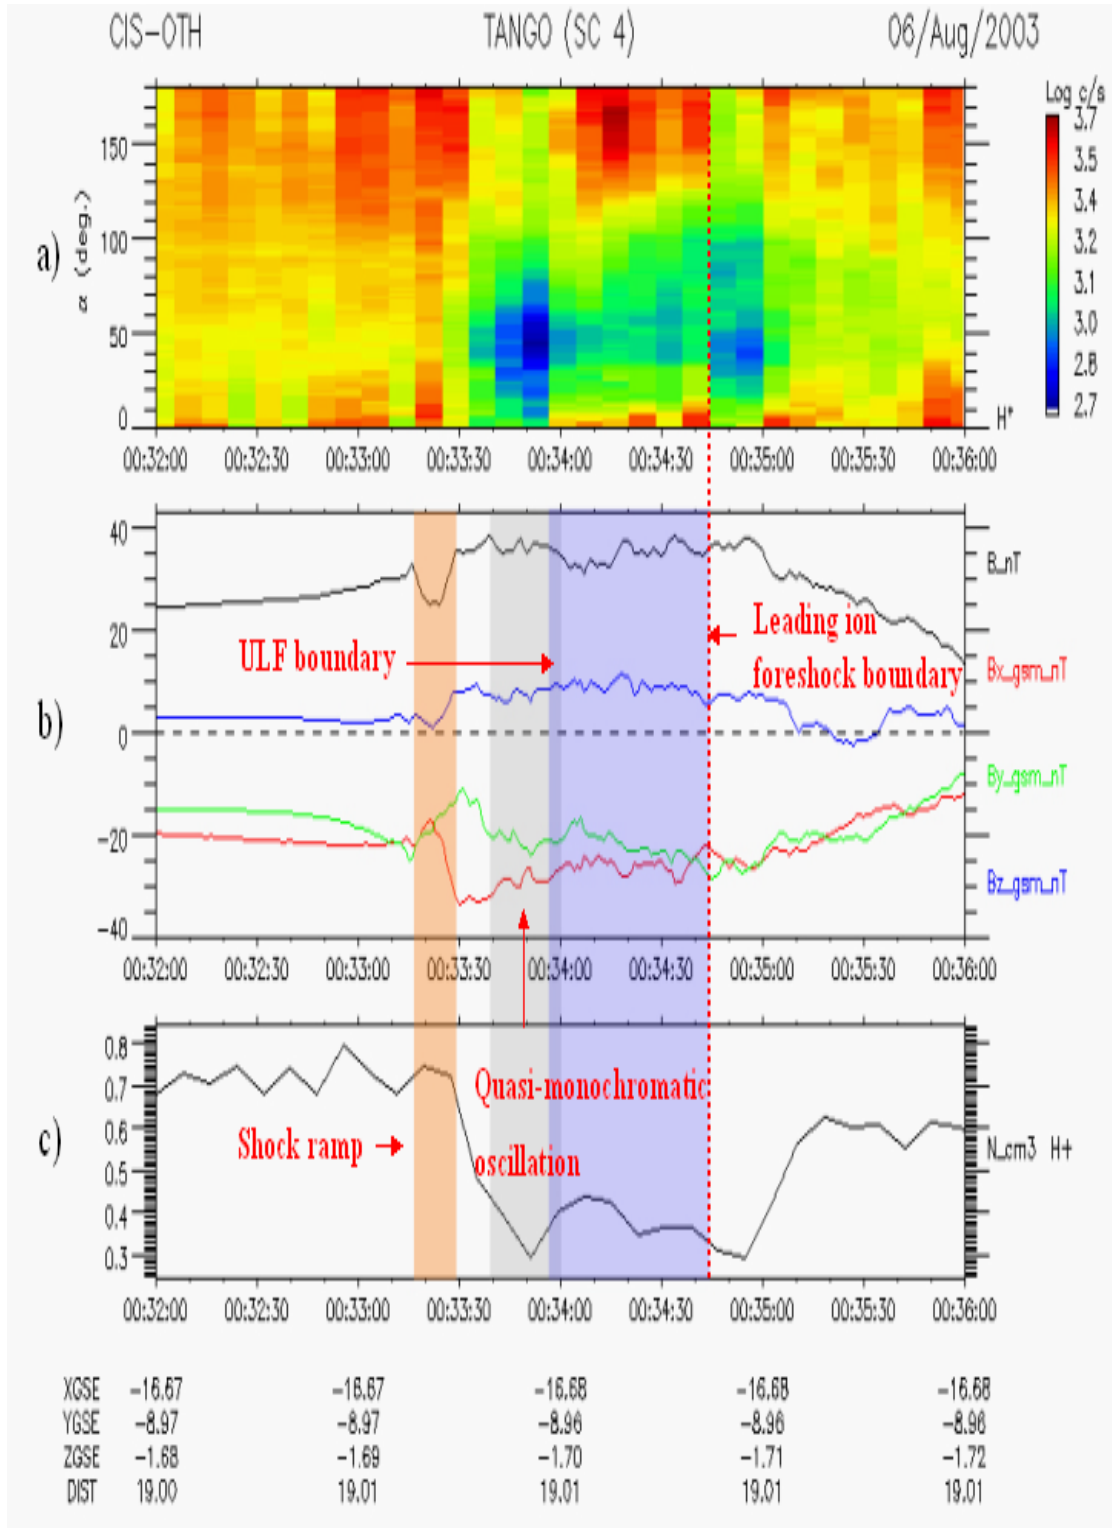 CIS-OTH TANGO (SC 4) 06/Aug/2003
Log c/s
3.7
3.5
3.4
3.2
3.1
3.0
2.8
2.7
a)
α (deg.)
150
100
50
0
H+
00:32:00 00:32:30 00:33:00 00:33:30 00:34:00 00:34:30 00:35:00 00:35:30 00:36:00
b)
40
20
0
-20
-40
B_nT
Bx_gsm_nT
By_gsm_nT
Bz_gsm_nT
ULF boundary
Leading ion
foreshock boundary
00:32:00 00:32:30 00:33:00 00:33:30 00:34:00 00:34:30 00:35:00 00:35:30 00:36:00
c)
0.8
0.7
0.6
0.5
0.4
0.3
Quasi-monochromatic
oscillation
Shock ramp
N_cm3 H+
00:32:00 00:32:30 00:33:00 00:33:30 00:34:00 00:34:30 00:35:00 00:35:30 00:36:00
XGSE -16.67 -16.67 -16.68 -16.68 -16.68
YGSE -8.97 -8.97 -8.96 -8.96 -8.96
ZGSE -1.68 -1.69 -1.70 -1.71 -1.72
DIST 19.00 19.01 19.01 19.01 19.01